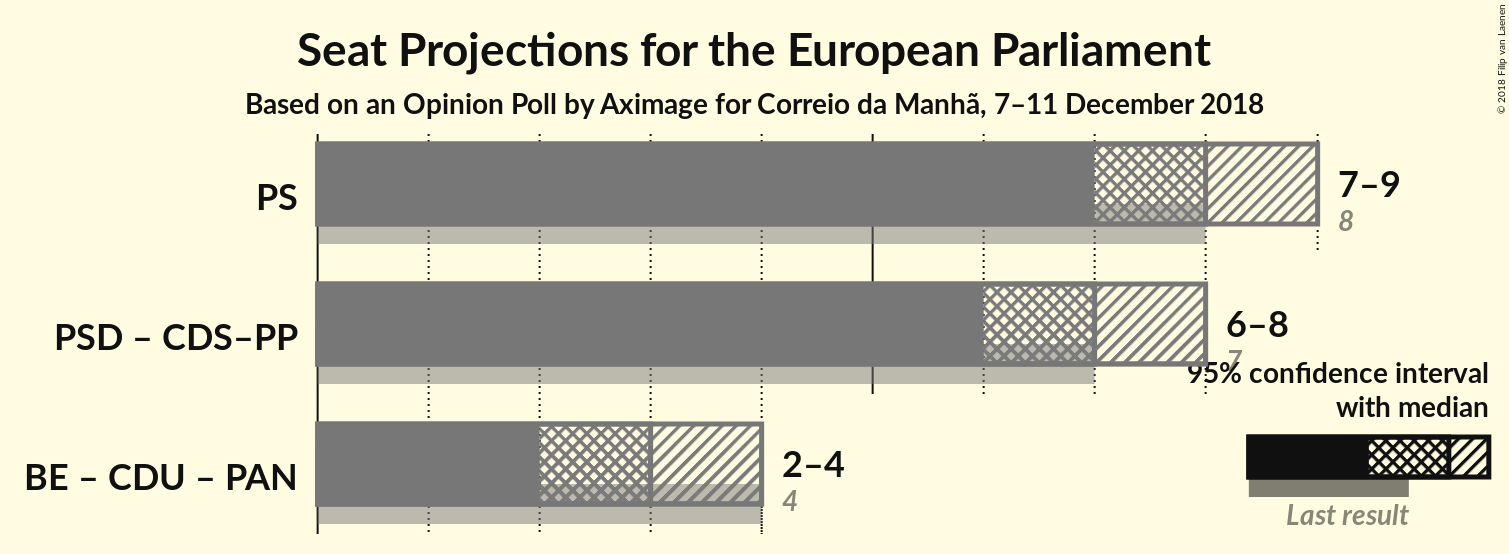 Seat Projections for the European Parliament
Based on an Opinion Poll by Aximage for Correio da Manhã, 7–11 December 2018
© 2018 Filip van Laenen
PS
7–9
8
PSD – CDS–PP
6–8
7
95% confidence interval
with median
BE – CDU – PAN
2–4
4
Last result